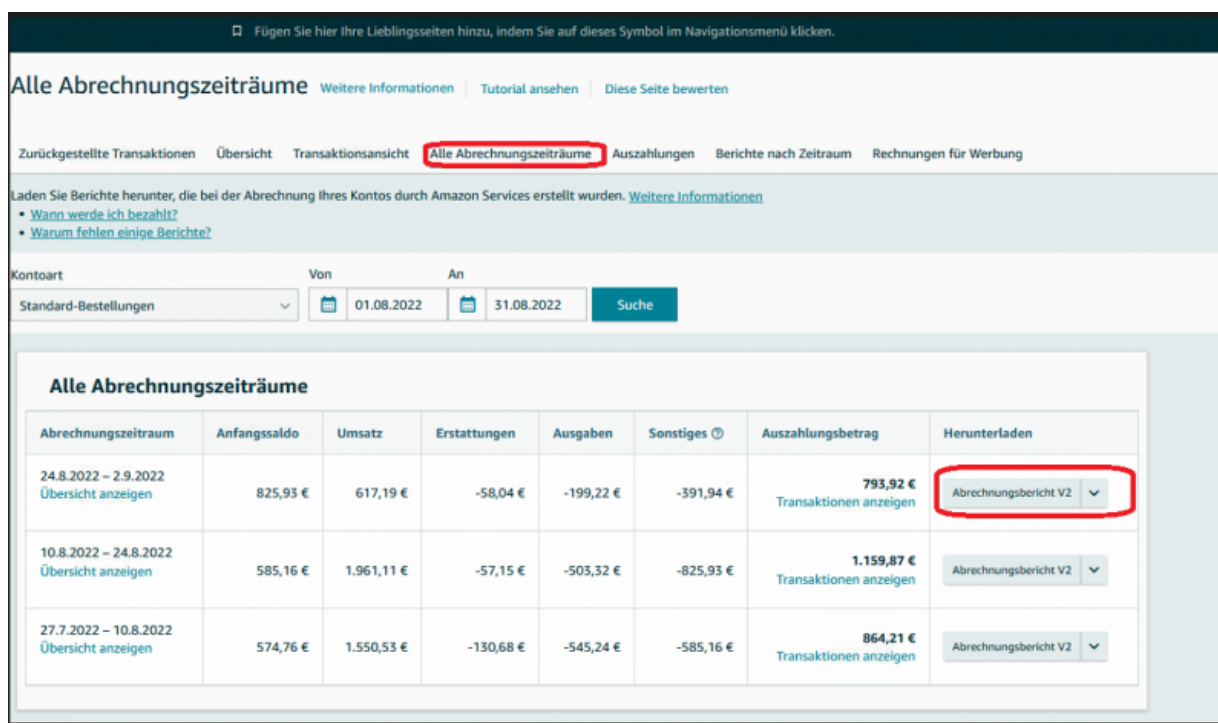 Fügen Sie hier Ihre Lieblingsseiten hinzu, indem Sie auf dieses Symbol im Navigationsmenü klicken.
Alle Abrechnungszeiträume Weitere Informationen Tutorial ansehen Diese Seite bewerten
Zurückgestellte Transaktionen Übersicht Transaktionsansicht Alle Abrechnungszeiträume Auszahlungen Berichte nach Zeitraum Rechnungen für Werbung
Laden Sie Berichte herunter, die bei der Abrechnung Ihres Kontos durch Amazon Services erstellt wurden. Weitere Informationen
• Wann werde ich bezahlt?
• Warum fehlen einige Berichte?
Kontoart Von An
Standard-Bestellungen 01.08.2022 31.08.2022 Suche
Alle Abrechnungszeiträume
Abrechnungszeitraum Anfangssaldo Umsatz Erstattungen Ausgaben Sonstiges Auszahlungsbetrag Herunterladen
24.8.2022 – 2.9.2022 793,92 €
Übersicht anzeigen 825,93 € 617,19 € -58,04 € -199,22 € -391,94 € Transaktionen anzeigen Abrechnungsbericht V2
10.8.2022 – 24.8.2022 1.159,87 €
Übersicht anzeigen 585,16 € 1.961,11 € -57,15 € -503,32 € -825,93 € Transaktionen anzeigen Abrechnungsbericht V2
27.7.2022 – 10.8.2022 864,21 €
Übersicht anzeigen 574,76 € 1.550,53 € -130,68 € -545,24 € -585,16 € Transaktionen anzeigen Abrechnungsbericht V2